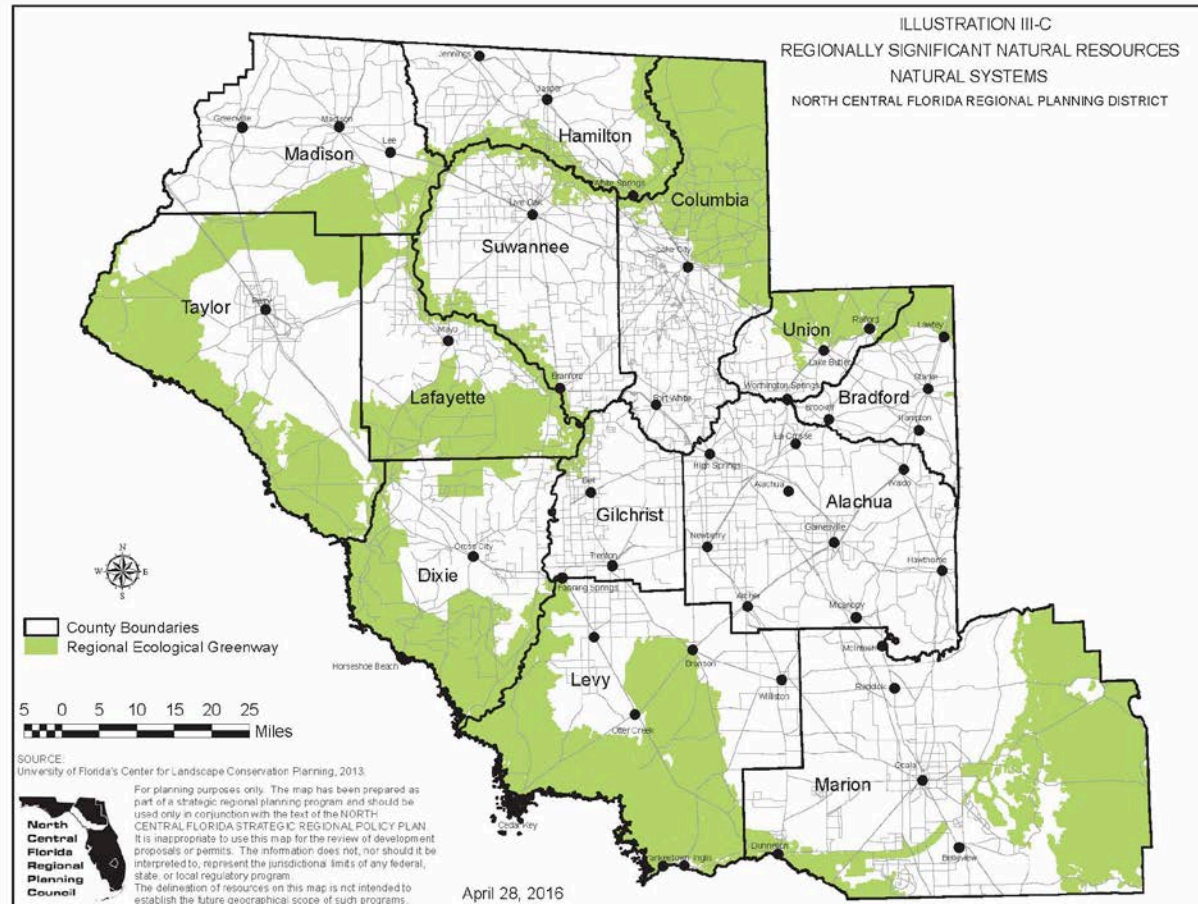 ILLUSTRATION III-C
REGIONALLY SIGNIFICANT NATURAL RESOURCES
NATURAL SYSTEMS
NORTH CENTRAL FLORIDA REGIONAL PLANNING DISTRICT
Jennings
Jasper
Greenville
Madison
Lee
Hamilton
Madison
White Springs
Columbia
Live Oak
Suwannee
Lake City
Taylor
Perry
Mayo
Union
Raiford
Lawtey
Lake Butler
Branford
Worthington Springs
Starke
Lafayette
Fort White
Bradford
Brooker
Hampton
La Crosse
High Springs
Waldo
Bell
Alachua
Alachua
Gilchrist
Gainesville
Newberry
Cross City
Trenton
Hawthorne
Dixie
Fanning Springs
Archer
Micanopy
N
W
E
S
County Boundaries
Regional Ecological Greenway
McIntosh
Horseshoe Beach
Bronson
Levy
Reddick
Williston
5 0 5 10 15 20 25
Miles
Otter Creek
SOURCE:
University of Florida's Center for Landscape Conservation Planning, 2013.
Marion
Ocala
For planning purposes only. The map has been prepared as
part of a strategic regional planning program and should be
used only in conjunction with the text of the NORTH
CENTRAL FLORIDA STRATEGIC REGIONAL POLICY PLAN
It is inappropriate to use this map for the review of development
proposals or permits. The information does not, nor should it be
interpreted to, represent the jurisdictional limits of any federal,
state, or local regulatory program.
The delineation of resources on this map is not intended to
establish the future geographical scope of such programs.
North
Central
Florida
Regional
Planning
Council
Cedar Key
Dunnellon
Belleview
Yankeetown Inglis
April 28, 2016